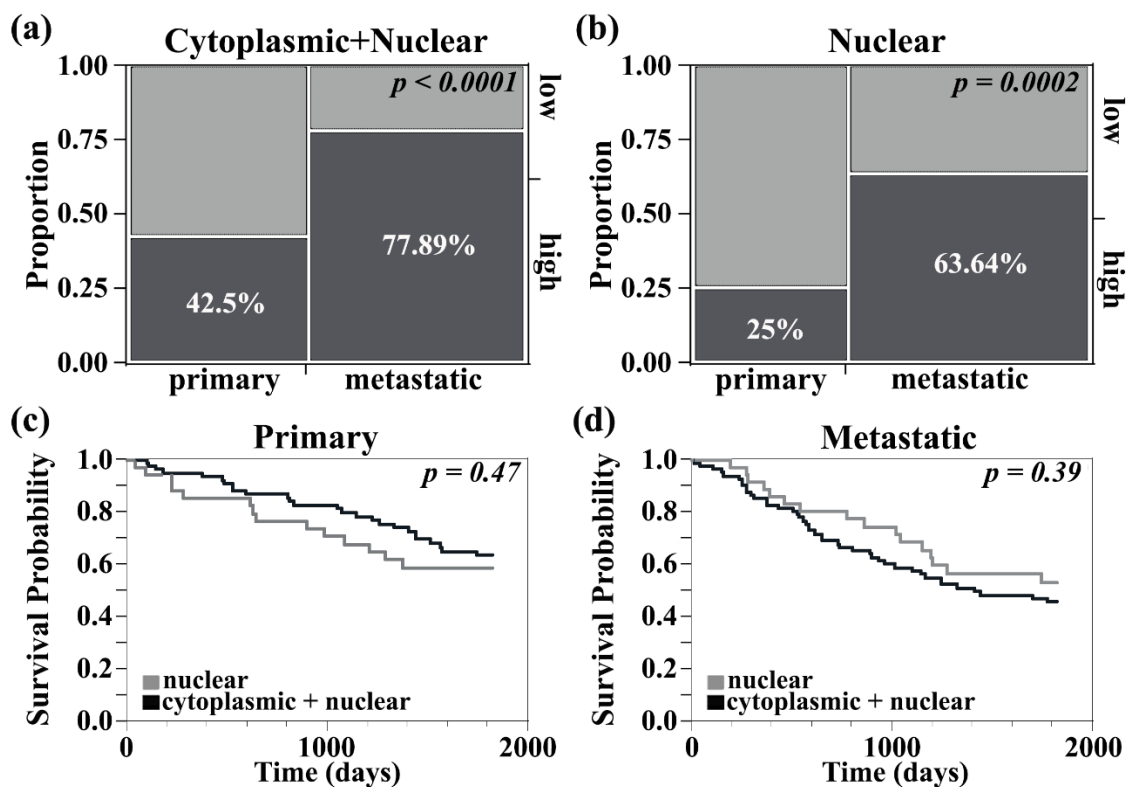 (a)
Cytoplasmic+Nuclear
Proportion
1.00
0.75
0.50
0.25
0.00
p < 0.0001
42.5%
77.89%
low
high
primary
metastatic
(b)
Nuclear
Proportion
1.00
0.75
0.50
0.25
0.00
p = 0.0002
25%
63.64%
low
high
primary
metastatic
(c)
Primary
Survival Probability
1.0
0.8
0.6
0.4
0.2
0.0
p = 0.47
nuclear
cytoplasmic + nuclear
0
1000
2000
Time (days)
(d)
Metastatic
Survival Probability
1.0
0.8
0.6
0.4
0.2
0.0
p = 0.39
nuclear
cytoplasmic + nuclear
0
1000
2000
Time (days)